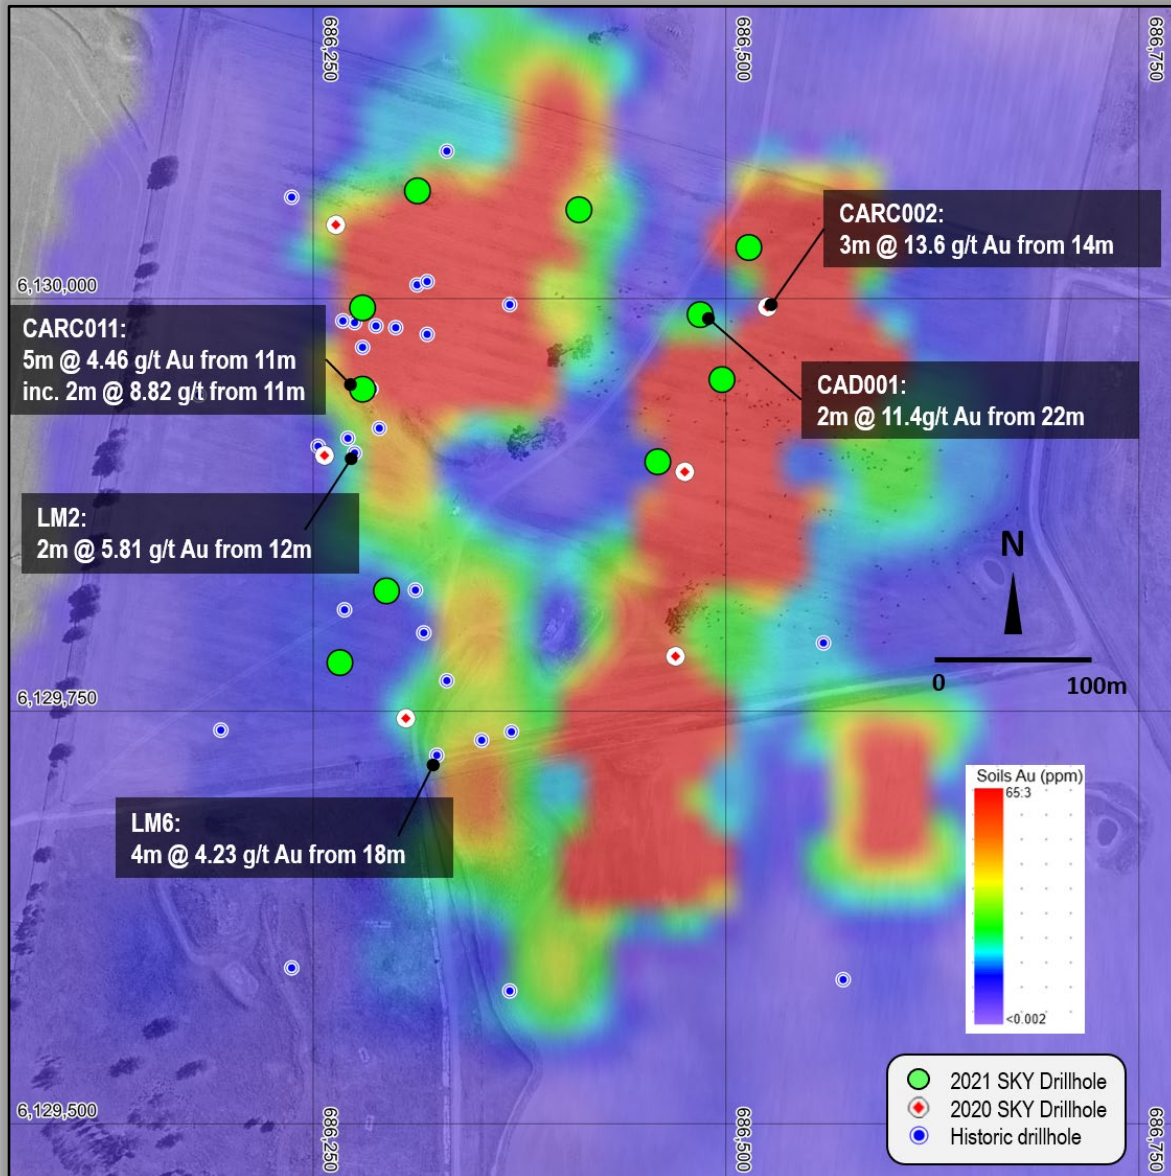 686,250
686,500
686,750
CARC002:
3m @ 13.6 g/t Au from 14m
6,130,000
CARC011:
5m @ 4.46 g/t Au from 11m
inc. 2m @ 8.82 g/t from 11m
CAD001:
2m @ 11.4g/t Au from 22m
LM2:
2m @ 5.81 g/t Au from 12m
N
0 100m
6,129,750
Soils Au (ppm)
65.3
<0.002
LM6:
4m @ 4.23 g/t Au from 18m
2021 SKY Drillhole
2020 SKY Drillhole
Historic drillhole
6,129,500
686,250
686,500
686,750